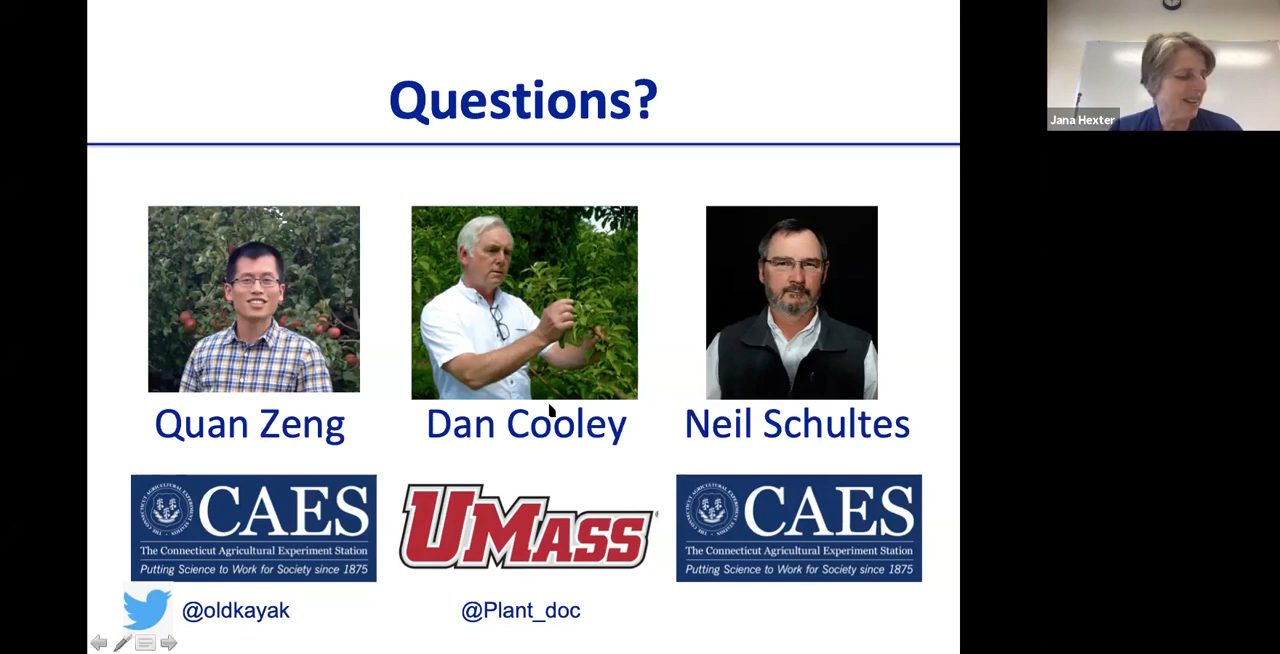 Questions?
Jana Hexter
Quan Zeng
Dan Cooley
Neil Schultes
CAES
The Connecticut Agricultural Experiment Station
Putting Science to Work for Society since 1875
UMASS
CAES
The Connecticut Agricultural Experiment Station
Putting Science to Work for Society since 1875
@oldkayak
@Plant_doc